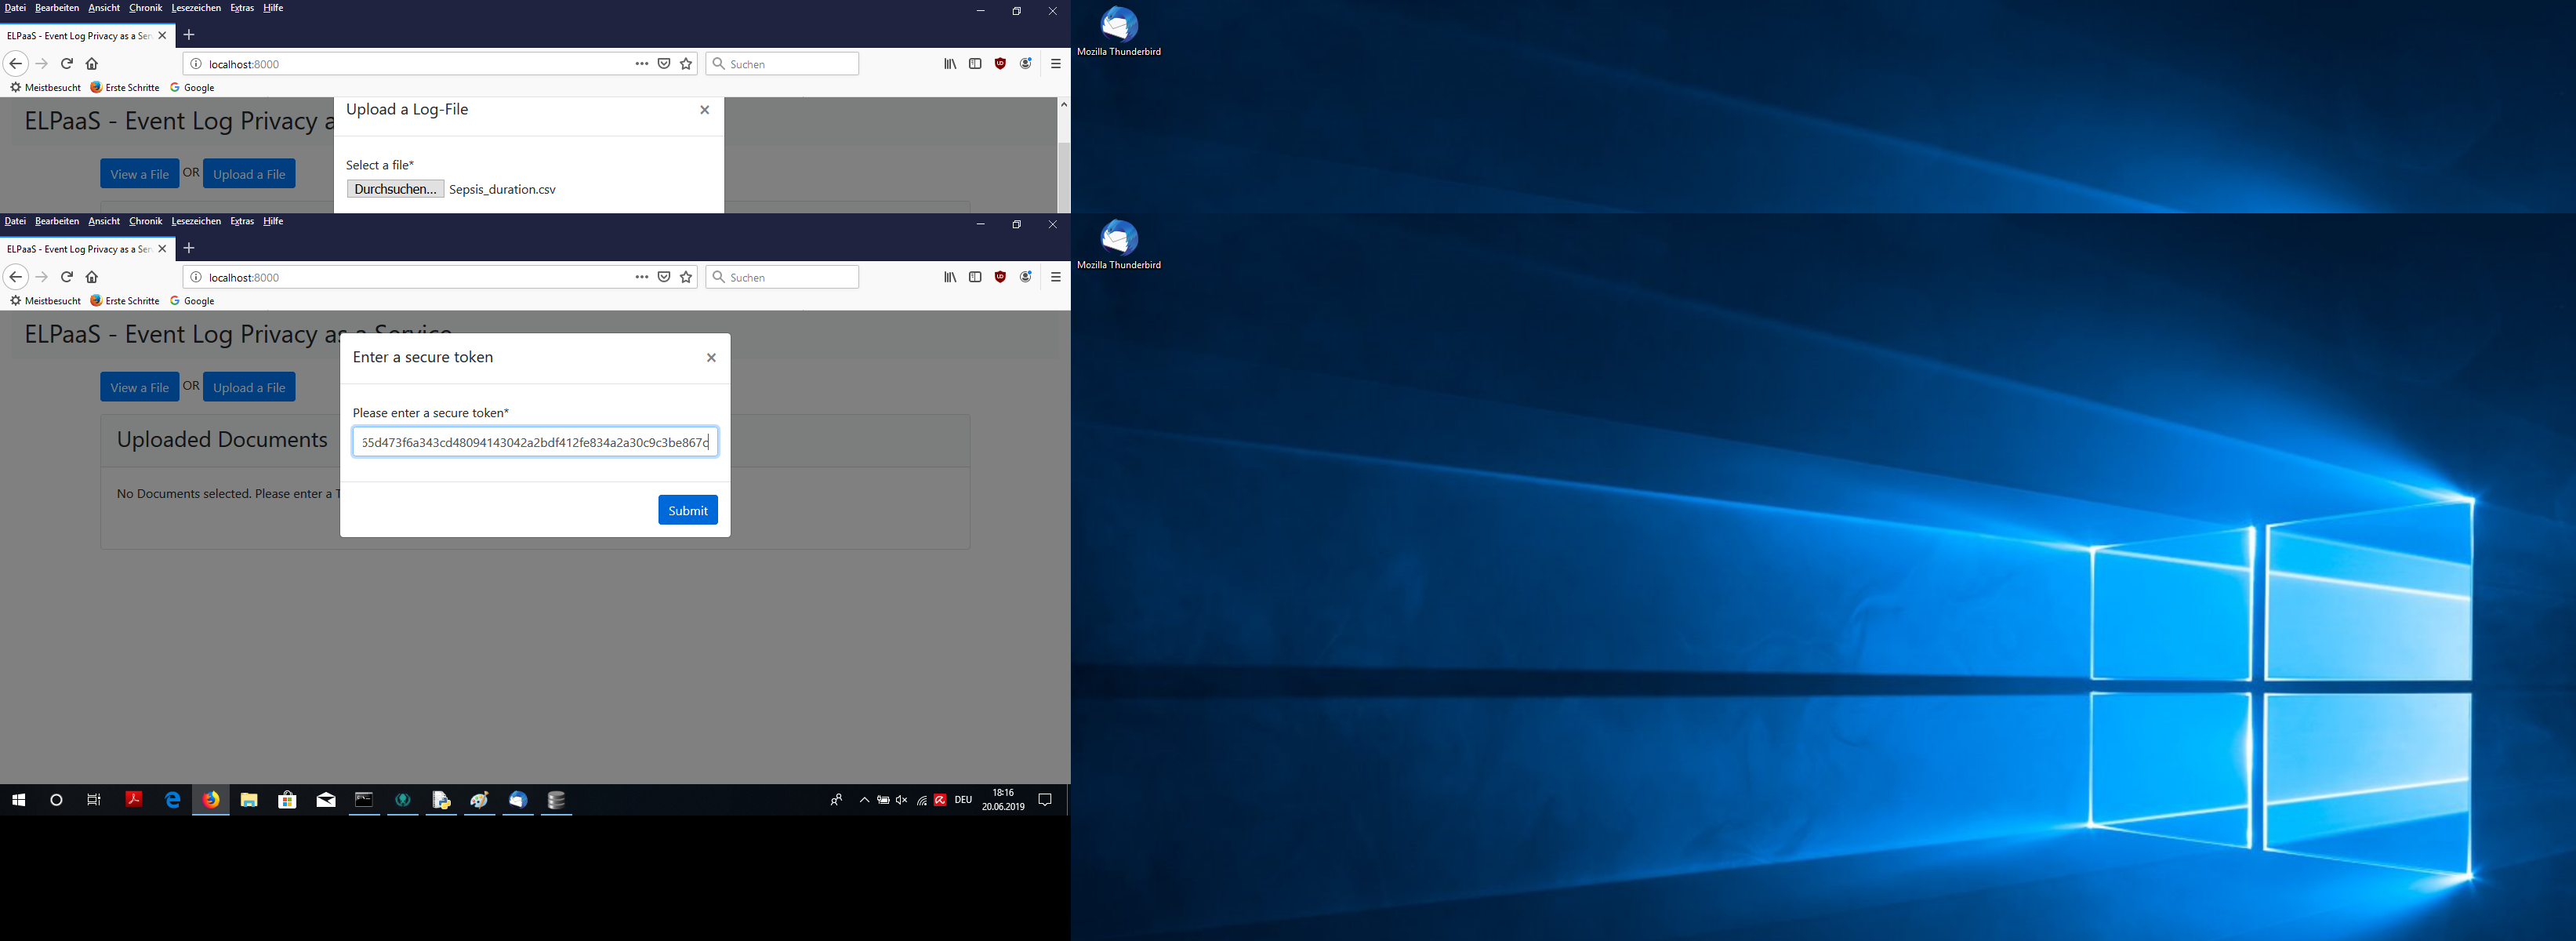 Datei Bearbeiten Ansicht Chronik Lesezeichen Extras Hilfe
ELPaaS - Event Log Privacy as a Ser
localhost:8000
Suchen
Meistbesucht Erste Schritte Google
ELPaaS - Event Log Privacy a
Upload a Log-File
View a File OR Upload a File
Select a file*
Durchsuchen... Sepsis_duration.csv
Mozilla Thunderbird
Datei Bearbeiten Ansicht Chronik Lesezeichen Extras Hilfe
ELPaaS - Event Log Privacy as a Ser
localhost:8000
Suchen
Meistbesucht Erste Schritte Google
ELPaaS - Event Log Privacy as a Service
Enter a secure token
View a File OR Upload a File
Please enter a secure token*
55d473f6a343cd48094143042a2bdf412fe834a2a30c9c3be867c
Uploaded Documents
No Documents selected. Please enter a T
Submit
DEU
18:16
20.06.2019
Mozilla Thunderbird